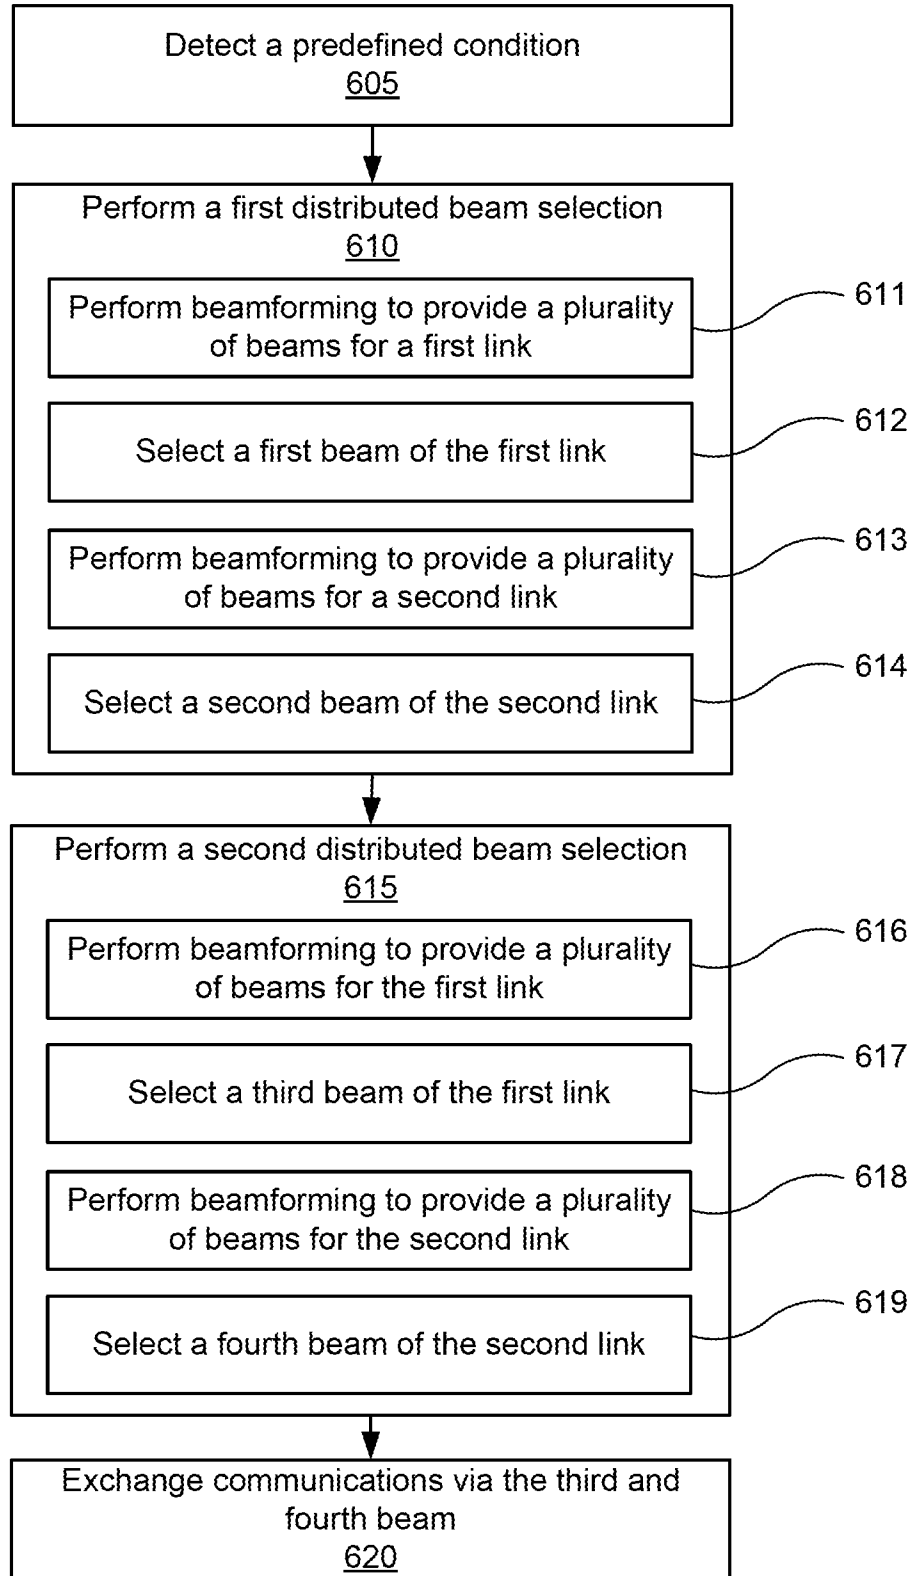 Detect a predefined condition
605
Perform a first distributed beam selection
610
Perform beamforming to provide a plurality
of beams for a first link
611
Select a first beam of the first link
612
Perform beamforming to provide a plurality
of beams for a second link
613
Select a second beam of the second link
614
Perform a second distributed beam selection
615
Perform beamforming to provide a plurality
of beams for the first link
616
Select a third beam of the first link
617
Perform beamforming to provide a plurality
of beams for the second link
618
Select a fourth beam of the second link
619
Exchange communications via the third and
fourth beam
620